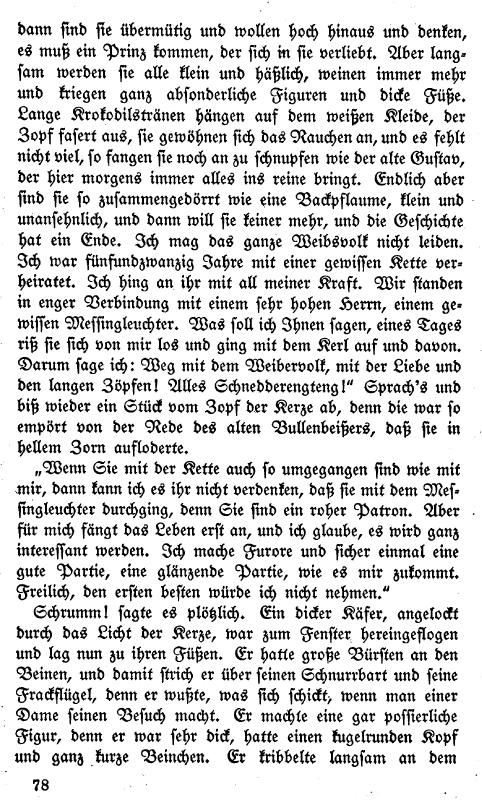 dann sind sie übermütig und wollen hoch hinaus und denken,
es muß ein Prinz kommen, der sich in sie verliebt. Aber lang-
sam werden sie alle klein und häßlich, weinen immer mehr
und kriegen ganz absonderliche Figuren und dicke Füße.
Lange Krokodilstränen hängen auf dem weißen Kleide, der
Zopf fasert aus, sie gewöhnen sich das Rauchen an, und es fehlt
nicht viel, so fangen sie noch an zu schnupfen wie der alte Gustav,
der hier morgens immer alles ins reine bringt. Endlich aber
sind sie so zusammengedörrt wie eine Backpflaume, klein und
unansehnlich, und dann will sie keiner mehr, und die Geschichte
hat ein Ende. Ich mag das ganze Weibsvolk nicht leiden.
Ich war fünfundzwanzig Jahre mit einer gewissen Kette ver-
heiratet. Ich hing an ihr mit all meiner Kraft. Wir standen
in enger Verbindung mit einem sehr hohen Herrn, einem ge-
wissen Messingleuchter. Was soll ich Ihnen sagen, eines Tages
riß sie sich von mir los und ging mit dem Kerl auf und davon.
Darum sage ich: Weg mit dem Weibervolk, mit der Liebe und
den langen Zöpfen! Alles Schnedderengteng!“ Sprach's und
biß wieder ein Stück vom Zopf der Kerze ab, denn die war so
empört von der Rede des alten Bullenbeißers, daß sie in
hellem Zorn aufloderte.
„Wenn Sie mit der Kette auch so umgegangen sind wie mit
mir, dann kann ich es ihr nicht verdenken, daß sie mit dem Mes-
singleuchter durchging, denn Sie sind ein roher Patron. Aber
für mich fängt das Leben erst an, und ich glaube, es wird ganz
interessant werden. Ich mache Furore und sicher einmal eine
gute Partie, eine glänzende Partie, wie es mir zukommt.
Freilich, den ersten besten würde ich nicht nehmen.“
Schrumm! sagte es plötzlich. Ein dicker Käfer, angelockt
durch das Licht der Kerze, war zum Fenster hereingeflogen
und lag nun zu ihren Füßen. Er hatte große Bürsten an den
Beinen, und damit strich er über seinen Schnurrbart und seine
Frackflügel, denn er wußte, was sich schickt, wenn man einer
Dame seinen Besuch macht. Er machte eine gar possierliche
Figur, denn er war sehr dick, hatte einen kugelrunden Kopf
und ganz kurze Beinchen. Er kribbelte langsam an dem
78